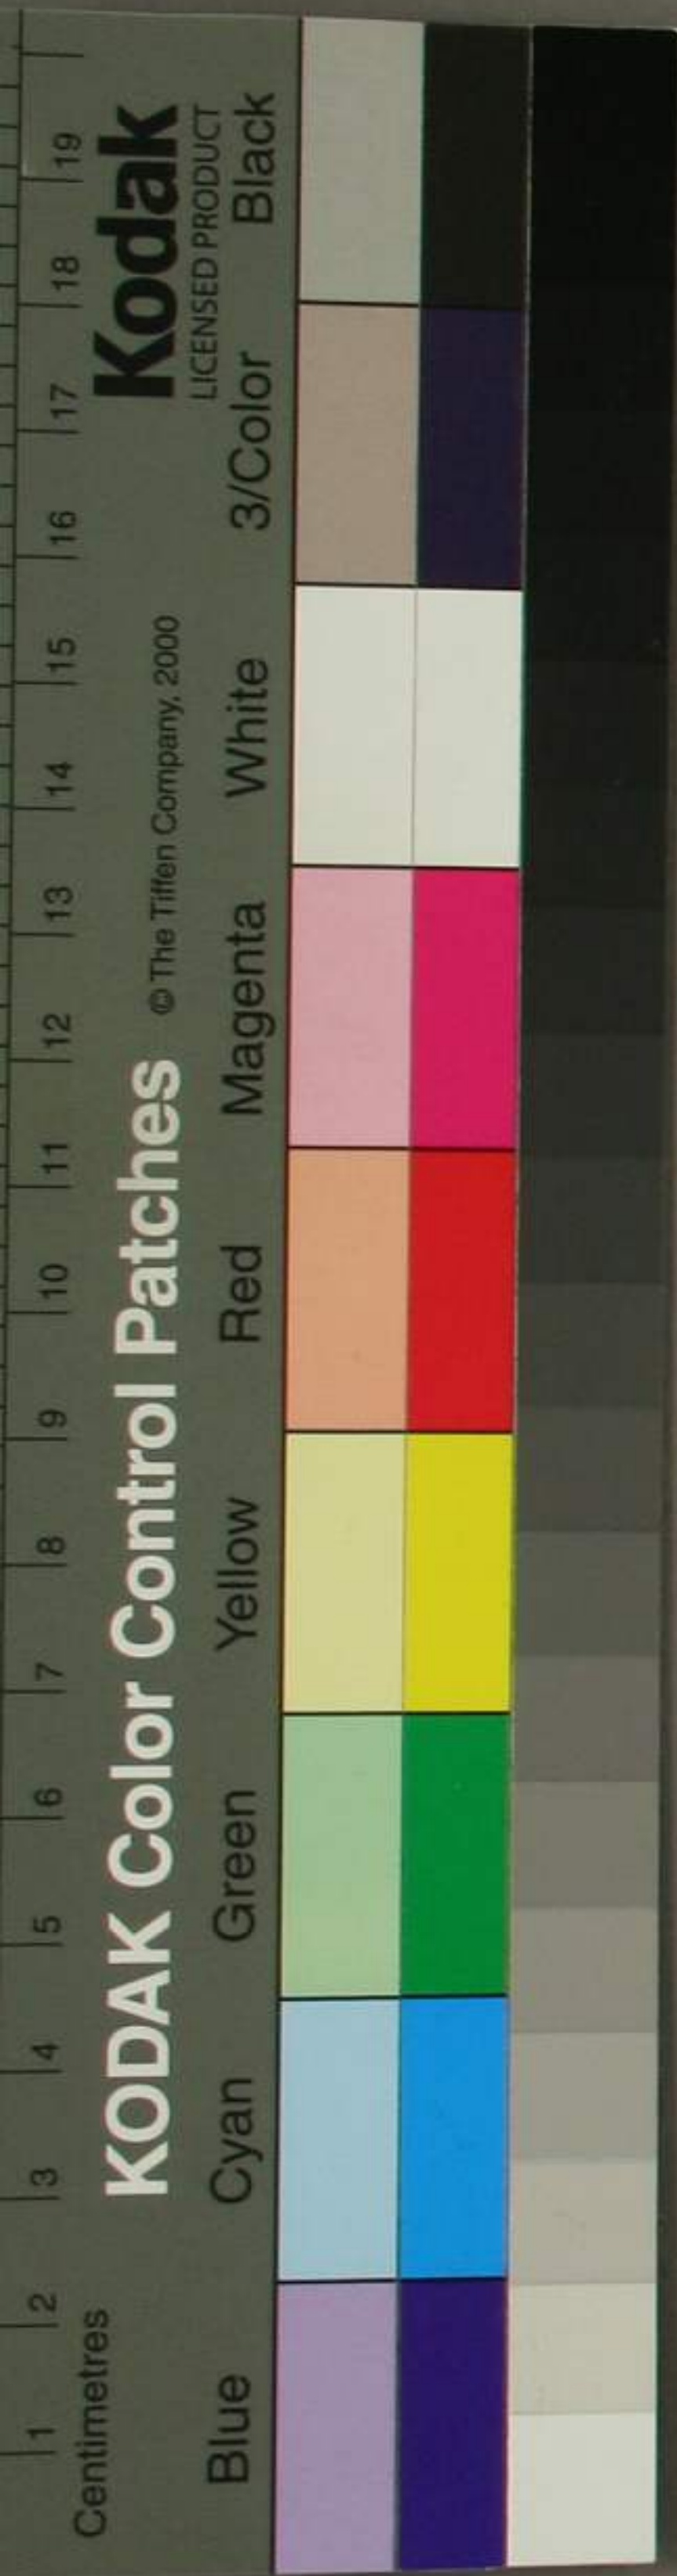 Centimetres
1 2 3 4 5 6 7 8 9 10 11 12 13 14 15 16 17 18 19
KODAK Color Control Patches © The Tiffen Company, 2000 Kodak
LICENSED PRODUCT
Blue Cyan Green Yellow Red Magenta White 3/Color Black